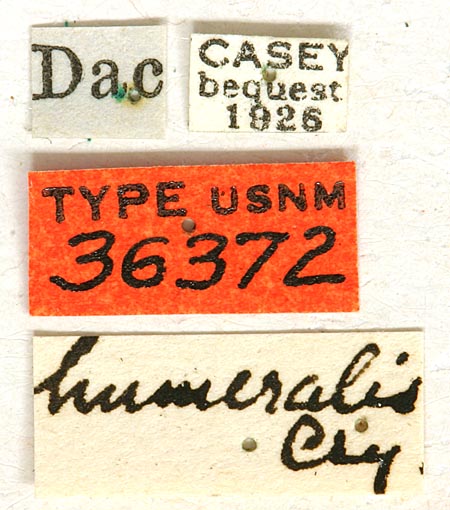 Dac
CASEY
bequest
1926
TYPE USNM
36372
humeralis
Csy.